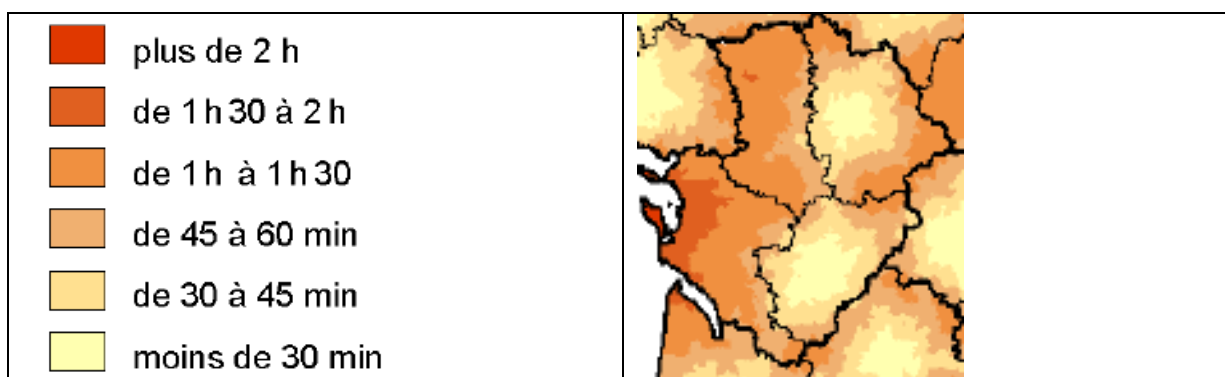 plus de 2 h
de 1 h 30 à 2 h
de 1 h à 1 h 30
de 45 à 60 min
de 30 à 45 min
moins de 30 min